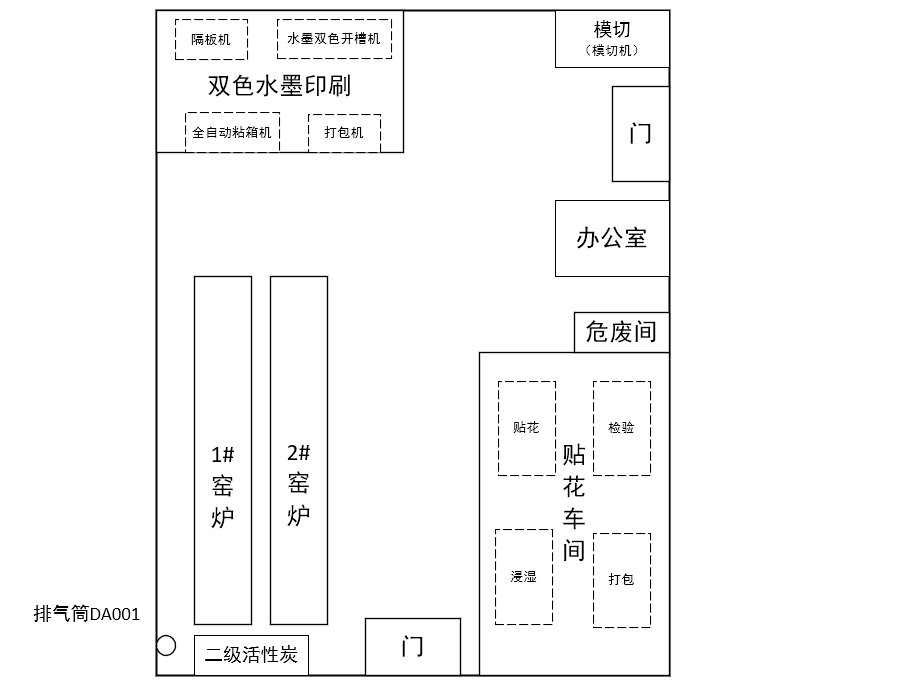 隔板机
水墨双色开槽机
双色水墨印刷
全自动粘箱机
打包机
模切
（模切机）
门
办公室
危废间
1#
窑
炉
2#
窑
炉
贴花
检验
贴
花
车
间
浸湿
打包
排气筒DA001
二级活性炭
门